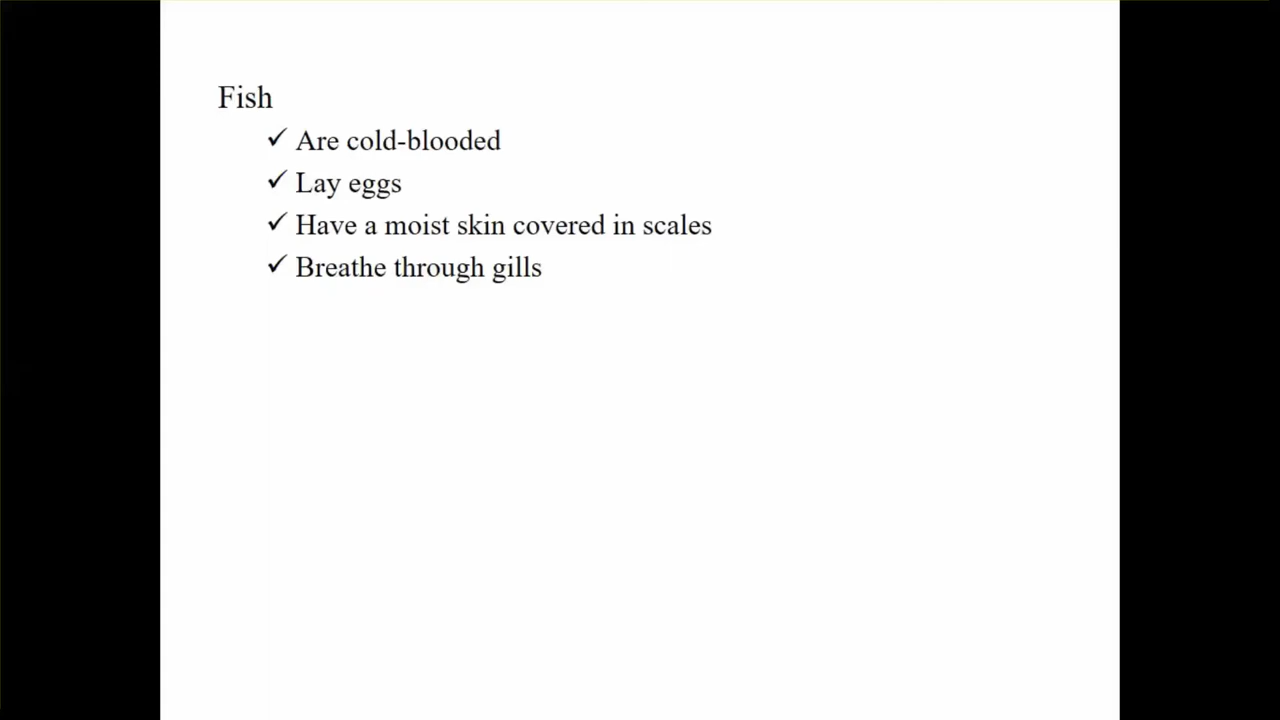 Fish
✓ Are cold-blooded
✓ Lay eggs
✓ Have a moist skin covered in scales
✓ Breathe through gills